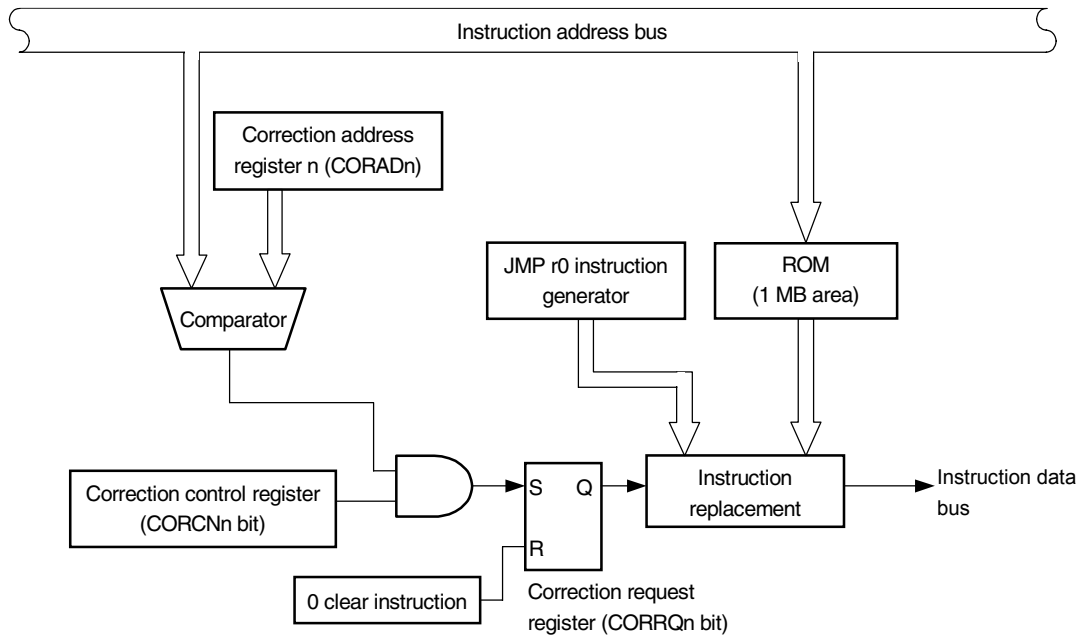 Instruction address bus
Correction address
register n (CORADn)
JMP r0 instruction
generator
ROM
(1 MB area)
Comparator
Correction control register
(CORCNn bit)
S
Q
R
Instruction
replacement
Instruction data
bus
0 clear instruction
Correction request
register (CORRQn bit)